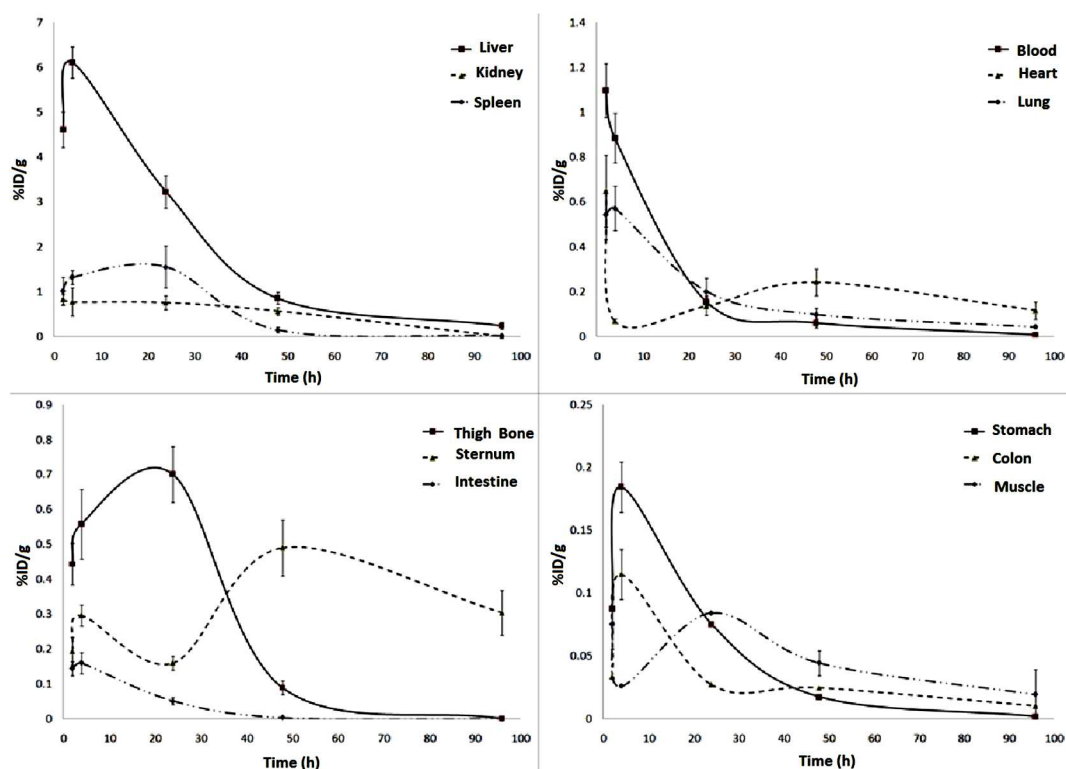 7
6
5
4
3
2
1
0
%ID/g
Liver
Kidney
Spleen
0 10 20 30 40 50 60 70 80 90 100
Time (h)
1.4
1.2
1
0.8
0.6
0.4
0.2
0
%ID/g
Blood
Heart
Lung
0 10 20 30 40 50 60 70 80 90 100
Time (h)
0.9
0.8
0.7
0.6
0.5
0.4
0.3
0.2
0.1
0
%ID/g
Thigh Bone
Sternum
Intestine
0 10 20 30 40 50 60 70 80 90 100
Time (h)
0.25
0.2
0.15
0.1
0.05
0
%ID/g
Stomach
Colon
Muscle
0 10 20 30 40 50 60 70 80 90 100
Time (h)